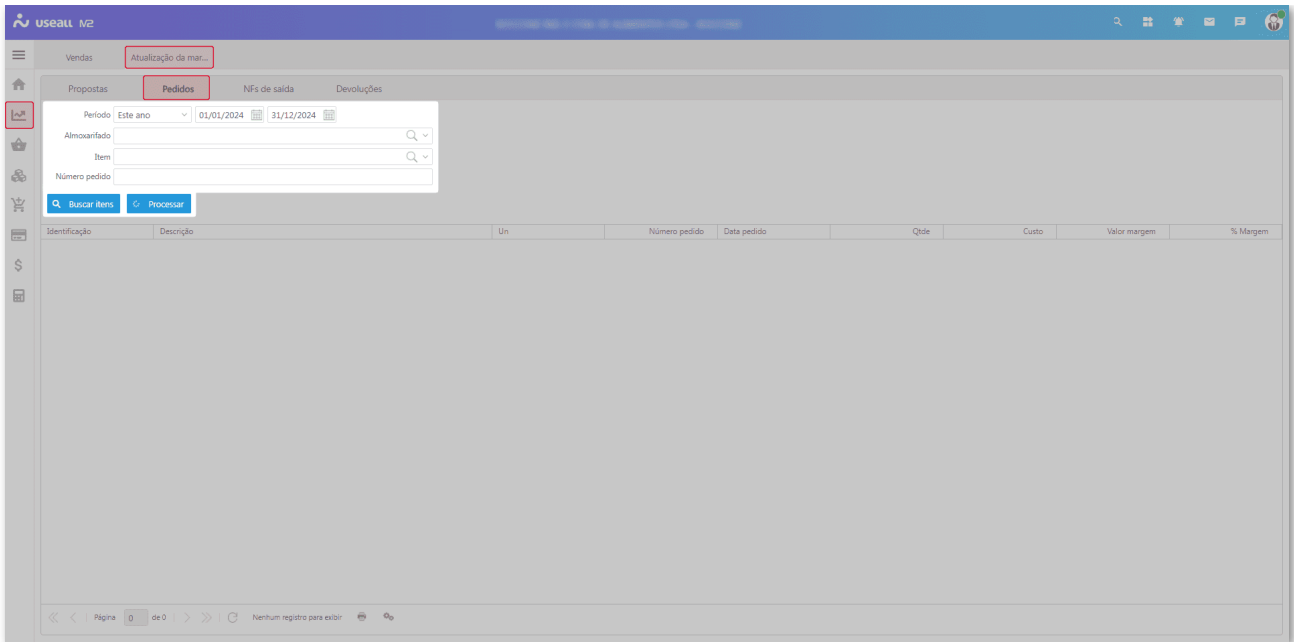 useall M2
Vendas Atualização da mar...
Propostas Pedidos NFs de saída Devoluções
Período Este ano 01/01/2024 31/12/2024
Almoxarifado
Item
Número pedido
Buscar itens Processar
Identificação Descrição Un Número pedido Data pedido Qtde Custo Valor margem % Margem
Página 0 de 0 Nenhum registro para exibir